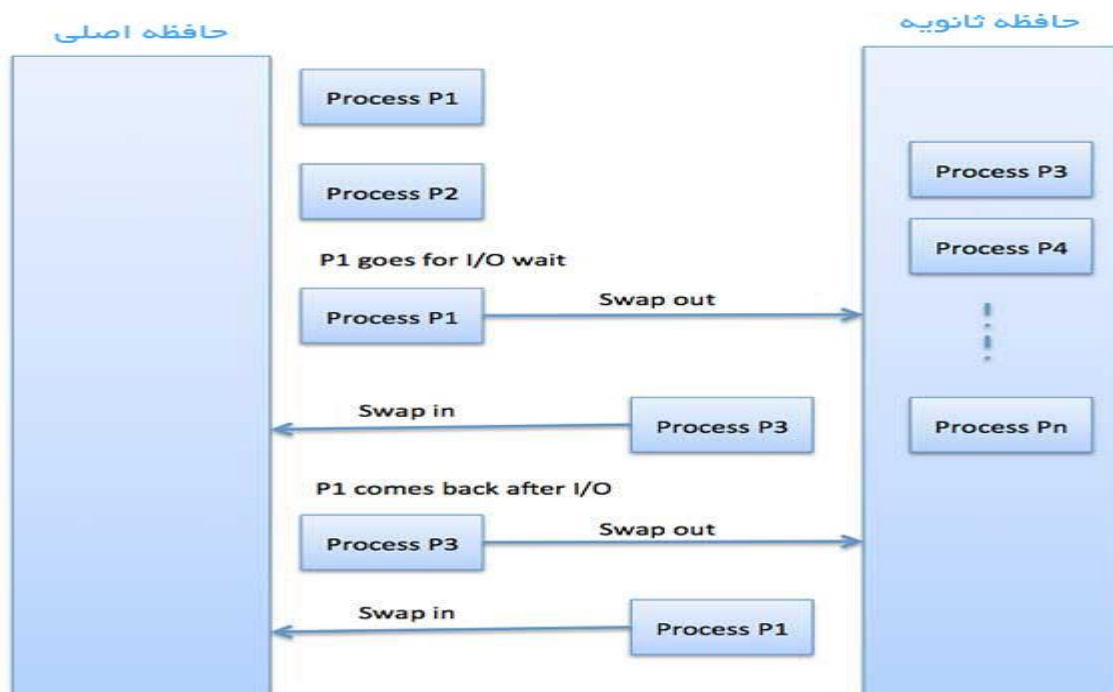 حافظه اصلی
حافظه ثانویه
Process P1
Process P3
Process P2
Process P4
P1 goes for I/O wait
Process P1
Swap out
Swap in
Process P3
Process Pn
P1 comes back after I/O
Process P3
Swap out
Swap in
Process P1